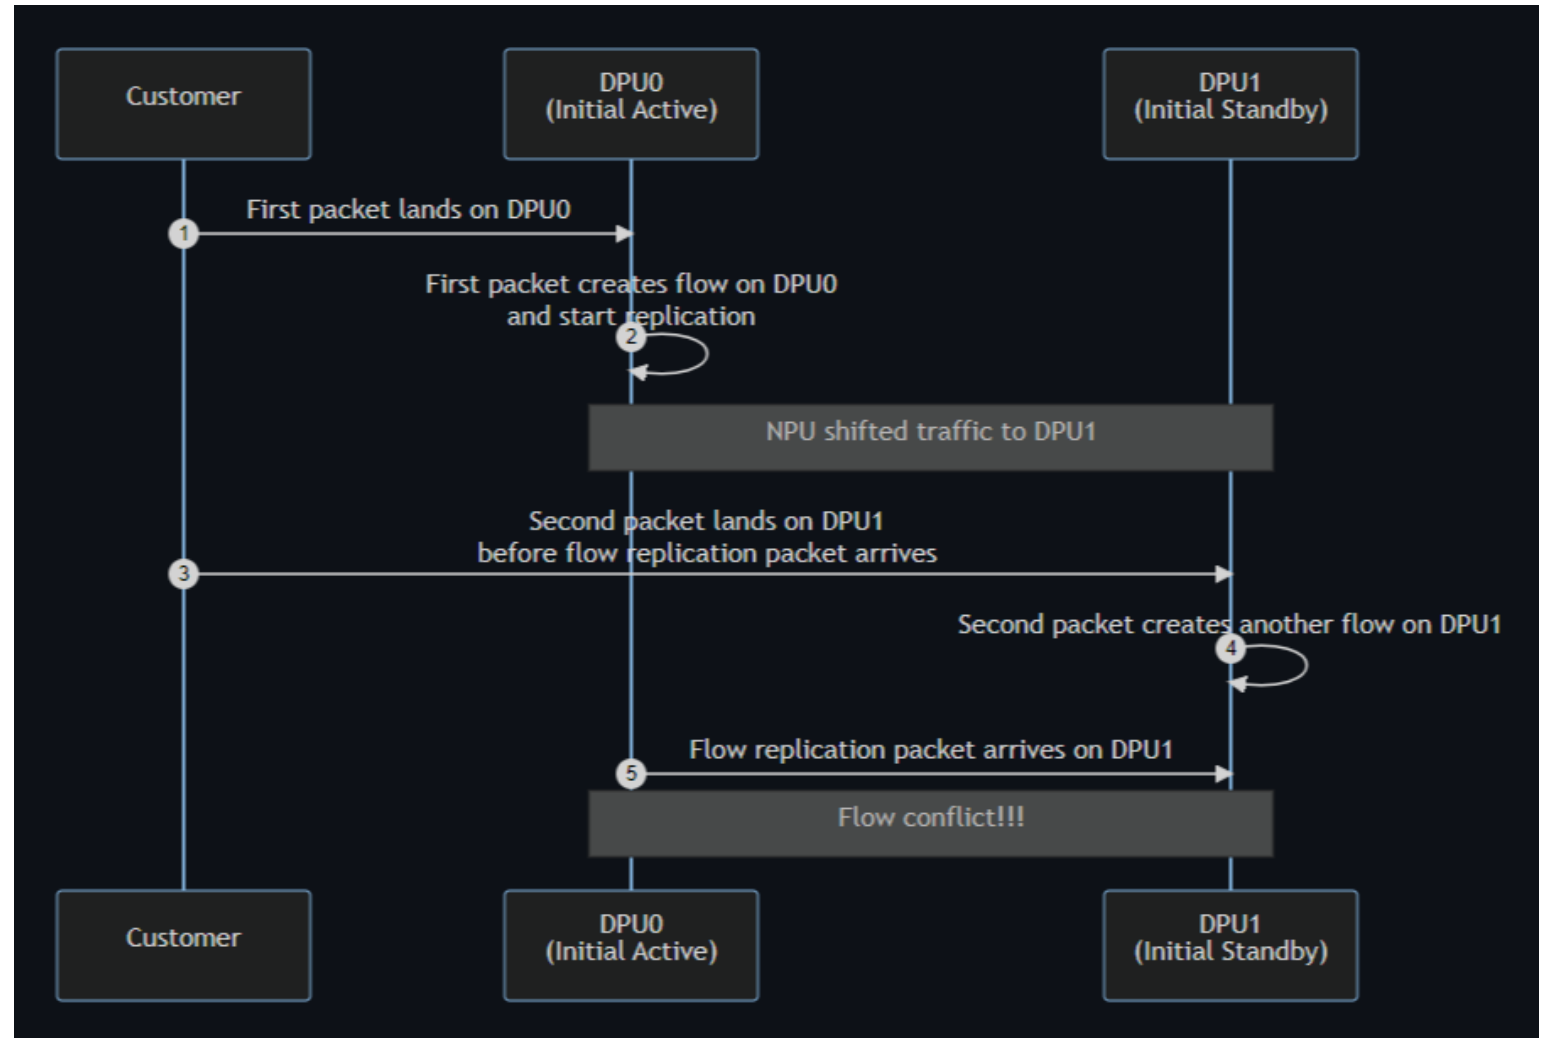 Customer
DPU0
(Initial Active)
DPU1
(Initial Standby)
First packet lands on DPU0
1
First packet creates flow on DPU0
and start replication
2
NPU shifted traffic to DPU1
Second packet lands on DPU1
before flow replication packet arrives
3
Second packet creates another flow on DPU1
4
Flow replication packet arrives on DPU1
5
Flow conflict!!!
Customer
DPU0
(Initial Active)
DPU1
(Initial Standby)